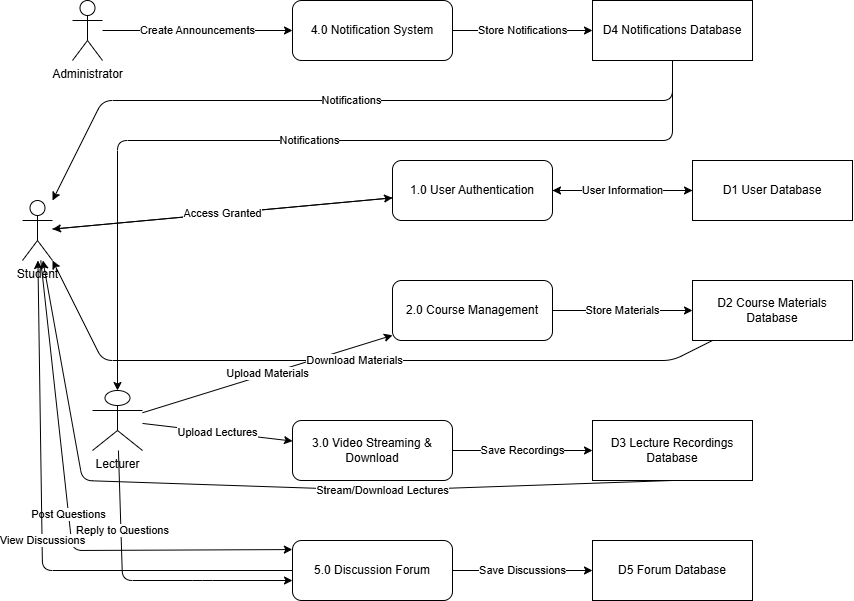 Create Announcements
4.0 Notification System
Store Notifications
D4 Notifications Database
Administrator
Notifications
Notifications
1.0 User Authentication
User Information
D1 User Database
Access Granted
Student
2.0 Course Management
Store Materials
D2 Course Materials
Database
Download Materials
Upload Materials
Upload Lectures
3.0 Video Streaming &
Download
Save Recordings
D3 Lecture Recordings
Database
Lecturer
Stream/Download Lectures
Post Questions
Reply to Questions
View Discussions
5.0 Discussion Forum
Save Discussions
D5 Forum Database